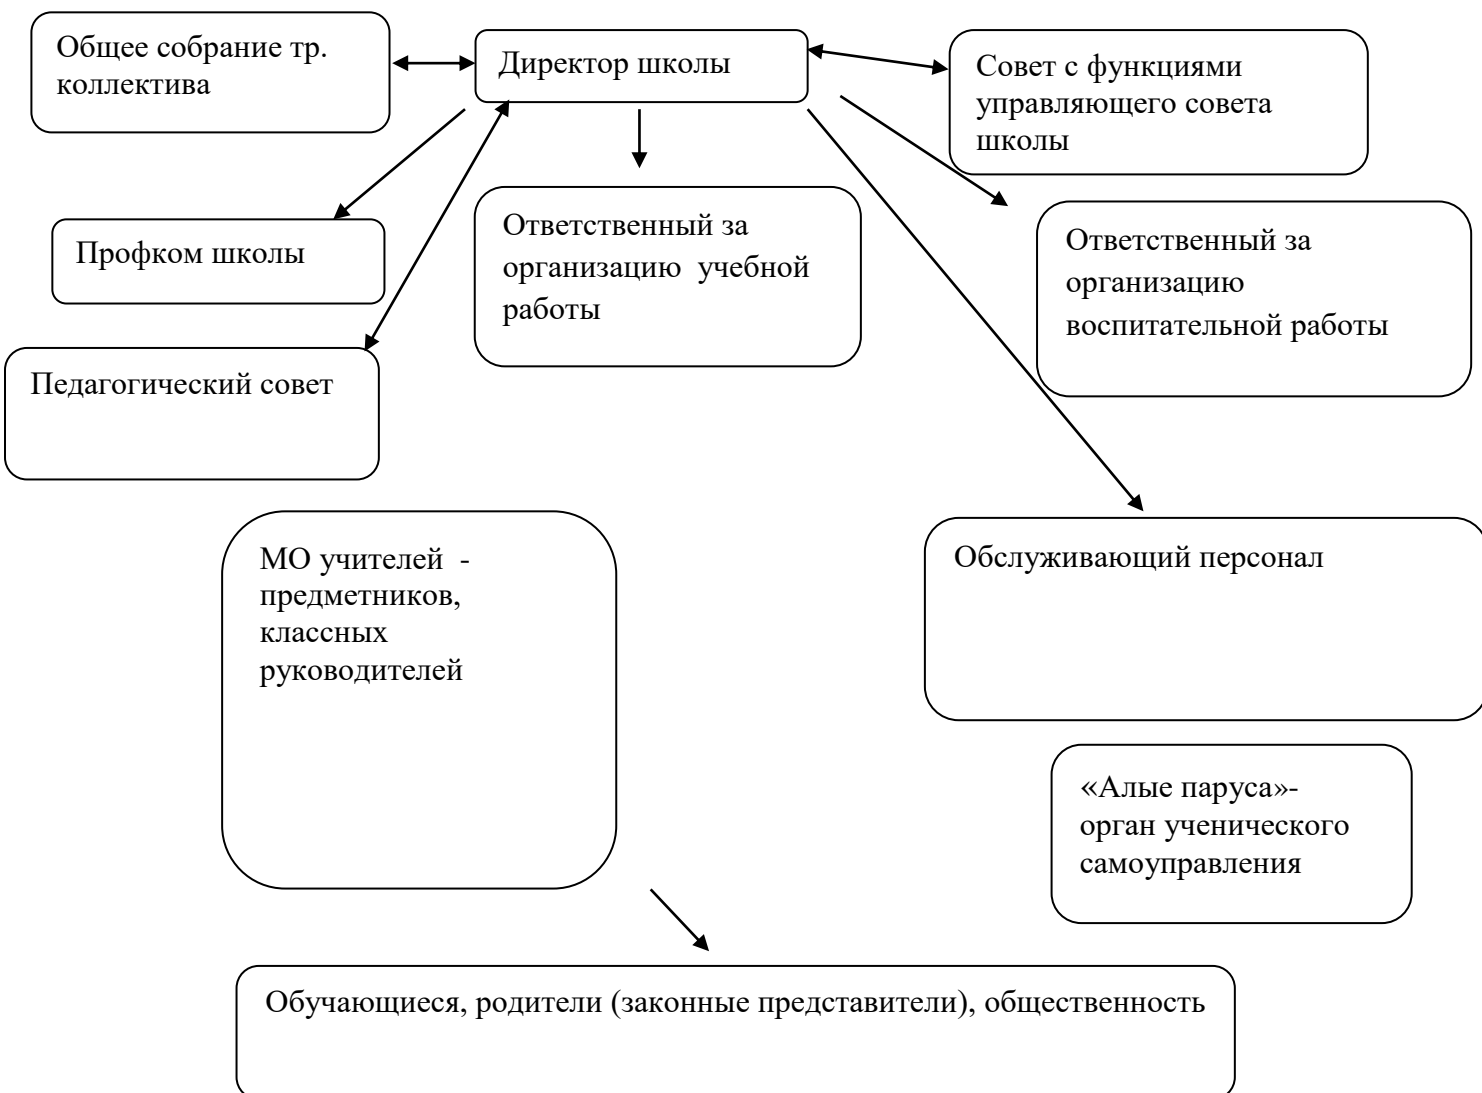 Общее собрание тр.
коллектива
Директор школы
Совет с функциями
управляющего совета
школы
Профком школы
Ответственный за
организацию учебной
работы
Ответственный за
организацию
воспитательной работы
Педагогический совет
МО учителей -
предметников,
классных
руководителей
Обслуживающий персонал
«Алые паруса»-
орган ученического
самоуправления
Обучающиеся, родители (законные представители), общественность